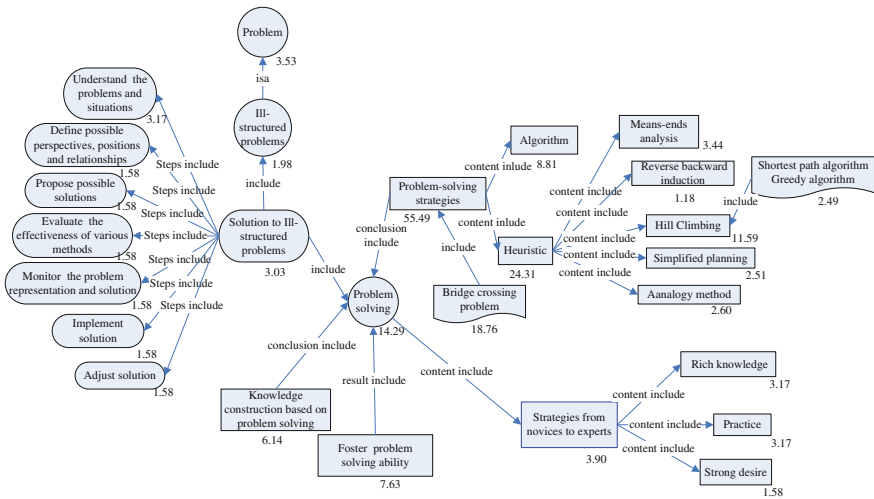 Problem
3.53
isa
Ill-
structured
problems
1.98
include
Understand the
problems and
situations
3.17
Define possible
perspectives, positions
and relationships
1.58
Propose possible
solutions
1.58
Evaluate the
effectiveness of various
methods
1.58
Monitor the problem
representation and solution
1.58
Implement
solution
1.58
Adjust solution
1.58
Steps include
Steps include
Steps include
Steps include
Steps include
Steps include
Steps include
Solution to Ill-
structured
problems
3.03
include
Problem-solving
strategies
55.49
conclusion
include
content inlude
Algorithm
8.81
content inlude
Heuristic
24.31
include
Bridge crossing
problem
18.76
content include
content include
content include
content include
content include
Means-ends
analysis
3.44
Reverse backward
induction
1.18
Hill Climbing
11.59
Simplified planning
2.51
Aanalogy method
2.60
Shortest path algorithm
Greedy algorithm
2.49
include
Problem
solving
14.29
conclusion include
Knowledge
construction based on
problem solving
6.14
result include
Foster problem
solving ability
7.63
content include
Strategies from
novices to experts
3.90
content include
content include
content include
Rich knowledge
3.17
Practice
3.17
Strong desire
1.58